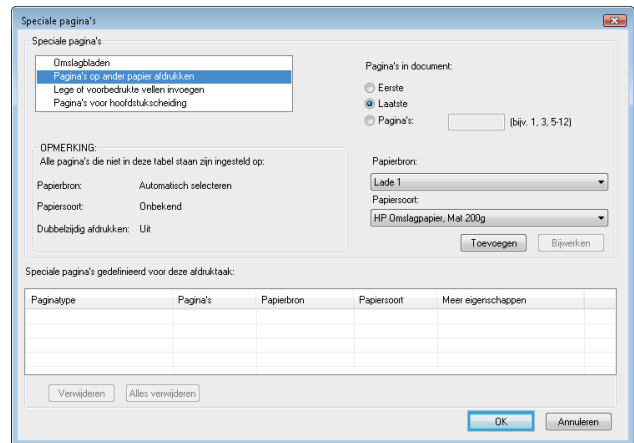 Speciale pagina's
Speciale pagina's
Omslagbladen
Pagina's op ander papier afdrukken
Lege of voorbedrukte vellen invoegen
Pagina's voor hoofdstukscheiding
Pagina's in document:
Eerste
Laatste
Pagina's:
(bijv. 1, 3, 5-12)
OPMERKING:
Alle pagina's die niet in deze tabel staan zijn ingesteld op:
Papierbron: Automatisch selecteren
Papiersoort: Onbekend
Dubbelzijdig afdrukken: Uit
Papierbron:
Lade 1
Papiersoort:
HP Omslagpapier, Mat 200g
Toevoegen Bijwerken
Speciale pagina's gedefinieerd voor deze afdruktaak:
Paginatype Pagina's Papierbron Papiersoort Meer eigenschappen
Verwijderen Alles verwijderen
OK Annuleren